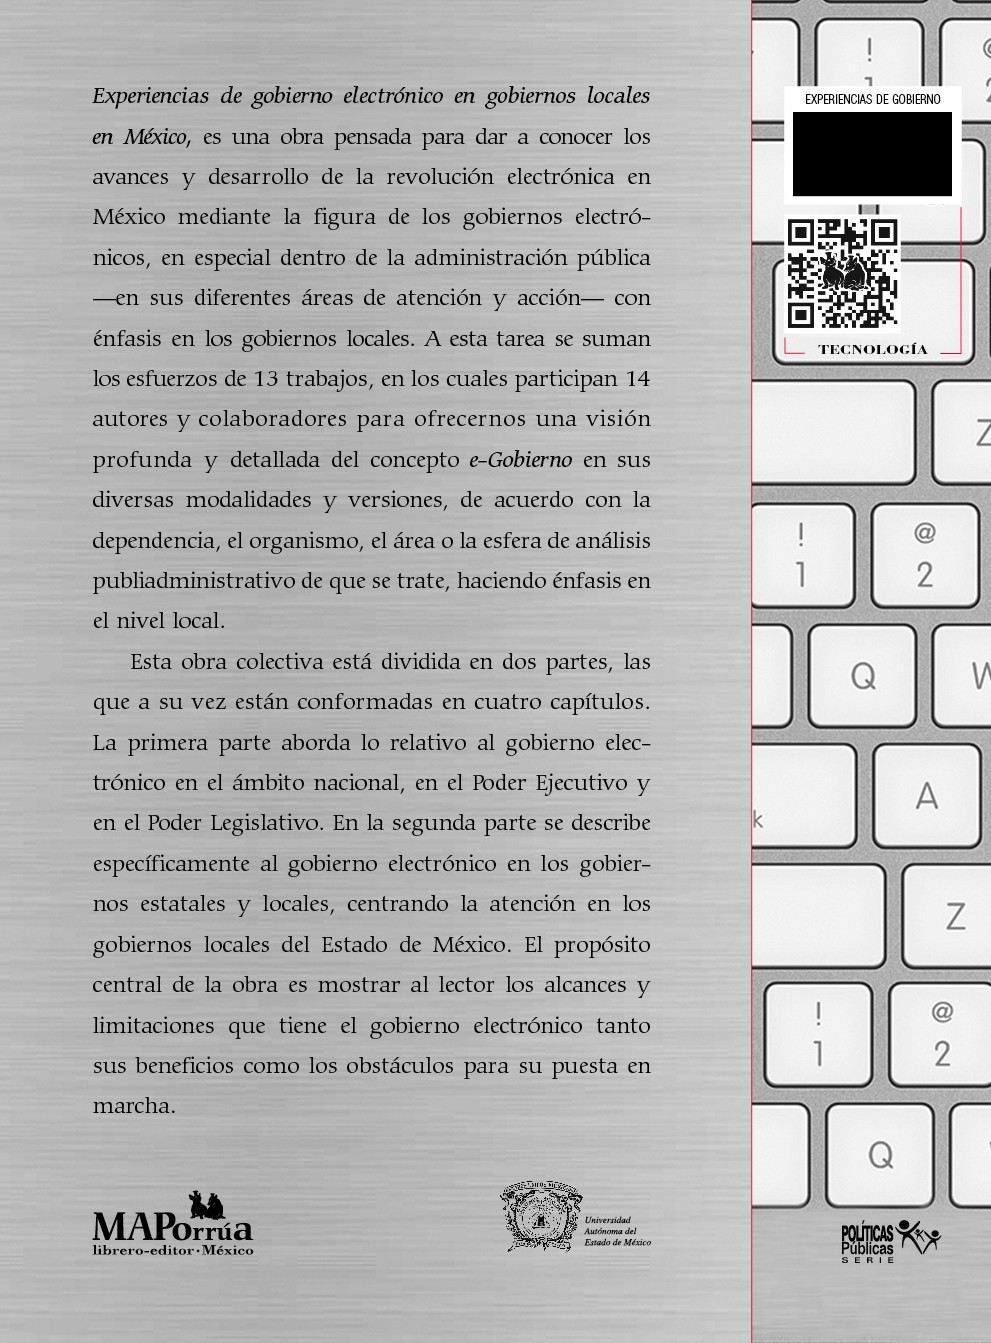 Experiencias de gobierno electrónico en gobiernos locales
en México, es una obra pensada para dar a conocer los
avances y desarrollo de la revolución electrónica en
México mediante la figura de los gobiernos electró-
nicos, en especial dentro de la administración pública
—en sus diferentes áreas de atención y acción— con
énfasis en los gobiernos locales. A esta tarea se suman
los esfuerzos de 13 trabajos, en los cuales participan 14
autores y colaboradores para ofrecernos una visión
profunda y detallada del concepto e-Gobierno en sus
diversas modalidades y versiones, de acuerdo con la
dependencia, el organismo, el área o la esfera de análisis
publiadministrativo de que se trate, haciendo énfasis en
el nivel local.
Esta obra colectiva está dividida en dos partes, las
que a su vez están conformadas en cuatro capítulos.
La primera parte aborda lo relativo al gobierno elec-
trónico en el ámbito nacional, en el Poder Ejecutivo y
en el Poder Legislativo. En la segunda parte se describe
específicamente al gobierno electrónico en los gobier-
nos estatales y locales, centrando la atención en los
gobiernos locales del Estado de México. El propósito
central de la obra es mostrar al lector los alcances y
limitaciones que tiene el gobierno electrónico tanto
sus beneficios como los obstáculos para su puesta en
marcha.
MAPorrúa
librero-editor·México
Universidad
Autónoma del
Estado de México
EXPERIENCIAS DE GOBIERNO
TECNOLOGÍA
!
1
@
2
Z
!
1
@
2
Q
W
A
k
Z
!
1
@
2
Q
POLÍTICAS
Públicas
SERIE